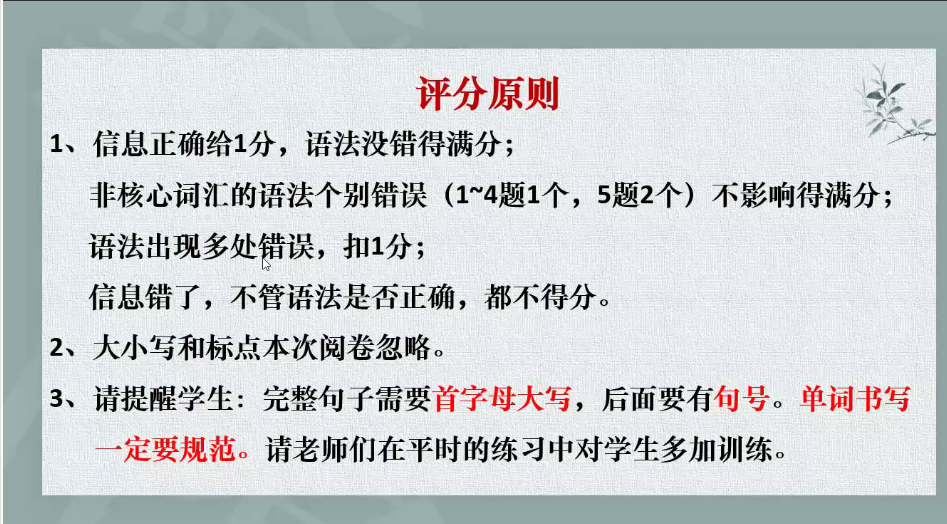 评分原则
1、信息正确给1分，语法没错得满分；
非核心词汇的语法个别错误（1~4题1个，5题2个）不影响得满分；
语法出现多处错误，扣1分；
信息错了，不管语法是否正确，都不得分。
2、大小写和标点本次阅卷忽略。
3、请提醒学生：完整句子需要首字母大写，后面要有句号。单词书写
一定要规范。请老师们在平时的练习中对学生多加训练。